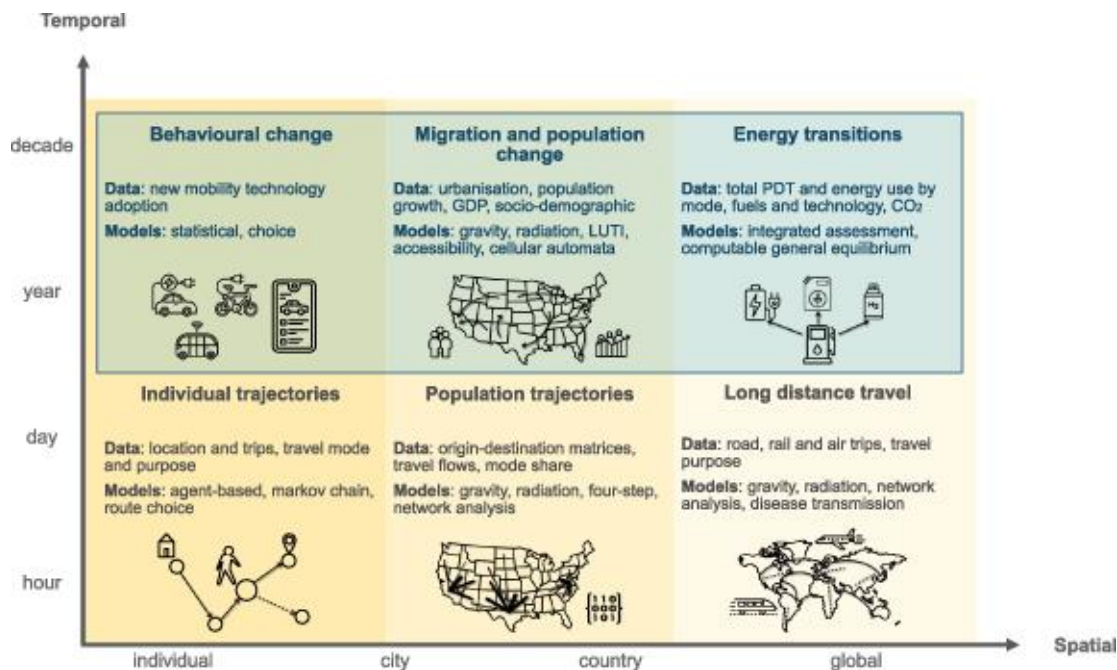 Temporal
decade
year
day
hour
Behavioural change
Data: new mobility technology
adoption
Models: statistical, choice
Migration and population
change
Data: urbanisation, population
growth, GDP, socio-demographic
Models: gravity, radiation, LUTI,
accessibility, cellular automata
Energy transitions
Data: total PDT and energy use by
mode, fuels and technology, CO₂
Models: integrated assessment,
computable general equilibrium
H₂
Individual trajectories
Data: location and trips, travel mode
and purpose
Models: agent-based, markov chain,
route choice
Population trajectories
Data: origin-destination matrices,
travel flows, mode share
Models: gravity, radiation, four-step,
network analysis
110
000
101
Long distance travel
Data: road, rail and air trips, travel
purpose
Models: gravity, radiation, network
analysis, disease transmission
individual
city
country
global
Spatial